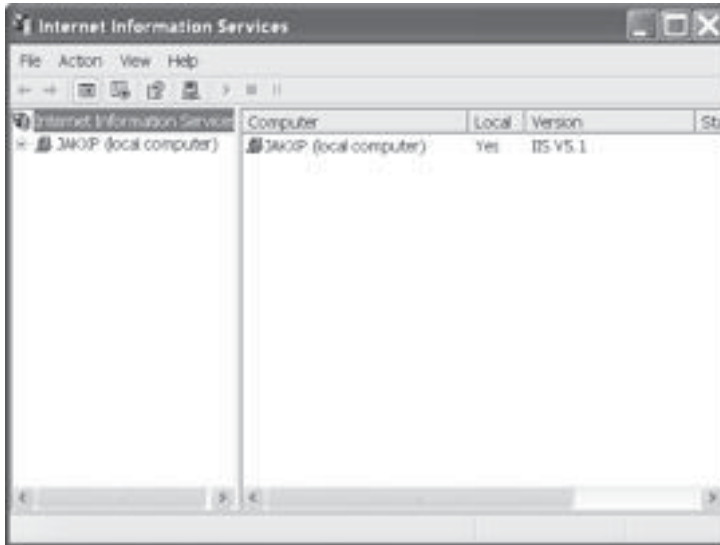 Internet Information Services
File Action View Help
Internet Information Services
Computer Local Version Sta
JAKXP (local computer)
JAKXP (local computer) Yes IIS V5.1